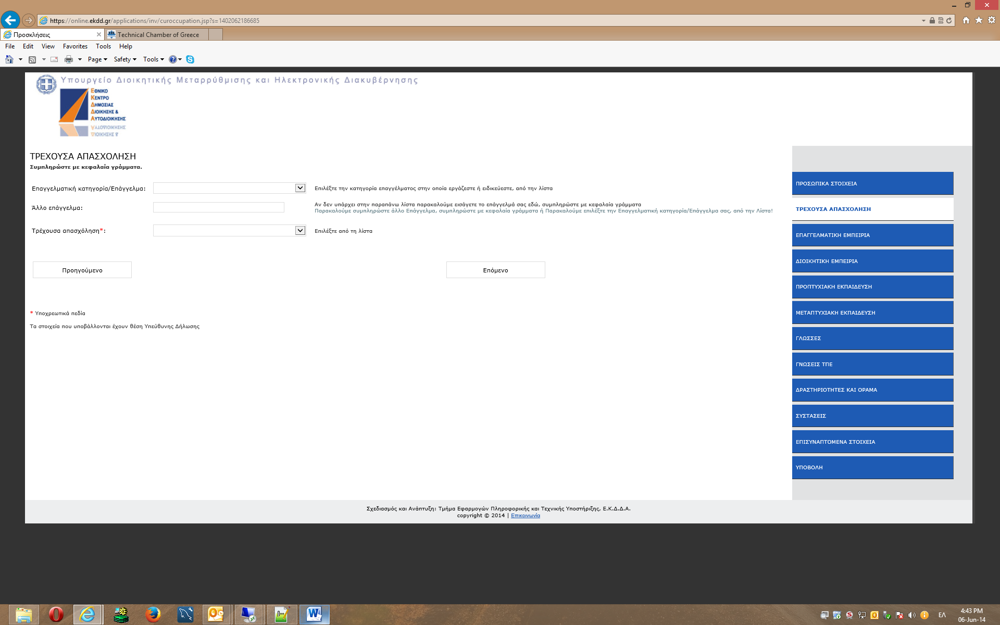 https://online.ekdd.gr/applications/inv/curoccupation.jsp?s=1402062186685
Προσκλήσεις
Technical Chamber of Greece
File Edit View Favorites Tools Help
Page Safety Tools
Υπουργείο Διοικητικής Μεταρρύθμισης και Ηλεκτρονικής Διακυβέρνησης
ΕΘΝΙΚΟ
ΚΕΝΤΡΟ
ΔΗΜΟΣΙΑΣ
ΔΙΟΙΚΗΣΗΣ &
ΑΥΤΟΔΙΟΙΚΗΣΗΣ
ΤΡΕΧΟΥΣΑ ΑΠΑΣΧΟΛΗΣΗ
Συμπληρώστε με κεφαλαία γράμματα.
Επαγγελματική κατηγορία/Επάγγελμα:
Επιλέξτε την κατηγορία επαγγέλματος στην οποία εργάζεστε ή ειδικεύεστε, από την λίστα
Άλλο επάγγελμα:
Αν δεν υπάρχει στην παραπάνω λίστα παρακαλούμε εισάγετε το επάγγελμά σας εδώ, συμπληρώστε με κεφαλαία γράμματα
Παρακαλούμε συμπληρώστε άλλο Επάγγελμα, συμπληρώστε με κεφαλαία γράμματα ή Παρακαλούμε επιλέξτε την Επαγγελματική κατηγορία/Επάγγελμα σας, από την Λίστα!
Τρέχουσα απασχόληση*:
Επιλέξτε από τη λίστα
Προηγούμενο
Επόμενο
* Υποχρεωτικά πεδία
Τα στοιχεία που υποβάλλονται έχουν θέση Υπεύθυνης Δήλωσης
ΠΡΟΣΩΠΙΚΑ ΣΤΟΙΧΕΙΑ
ΤΡΕΧΟΥΣΑ ΑΠΑΣΧΟΛΗΣΗ
ΕΠΑΓΓΕΛΜΑΤΙΚΗ ΕΜΠΕΙΡΙΑ
ΔΙΟΙΚΗΤΙΚΗ ΕΜΠΕΙΡΙΑ
ΠΡΟΠΤΥΧΙΑΚΗ ΕΚΠΑΙΔΕΥΣΗ
ΜΕΤΑΠΤΥΧΙΑΚΗ ΕΚΠΑΙΔΕΥΣΗ
ΓΛΩΣΣΕΣ
ΓΝΩΣΕΙΣ ΤΠΕ
ΔΡΑΣΤΗΡΙΟΤΗΤΕΣ ΚΑΙ ΟΡΑΜΑ
ΣΥΣΤΑΣΕΙΣ
ΕΠΙΣΥΝΑΠΤΟΜΕΝΑ ΣΤΟΙΧΕΙΑ
ΥΠΟΒΟΛΗ
Σχεδιασμός και Ανάπτυξη: Τμήμα Εφαρμογών Πληροφορικής και Τεχνικής Υποστήριξης, Ε.Κ.Δ.Δ.Α.
copyright © 2014 | Επικοινωνία
ΕΛ
4:43 PM
06-Jun-14